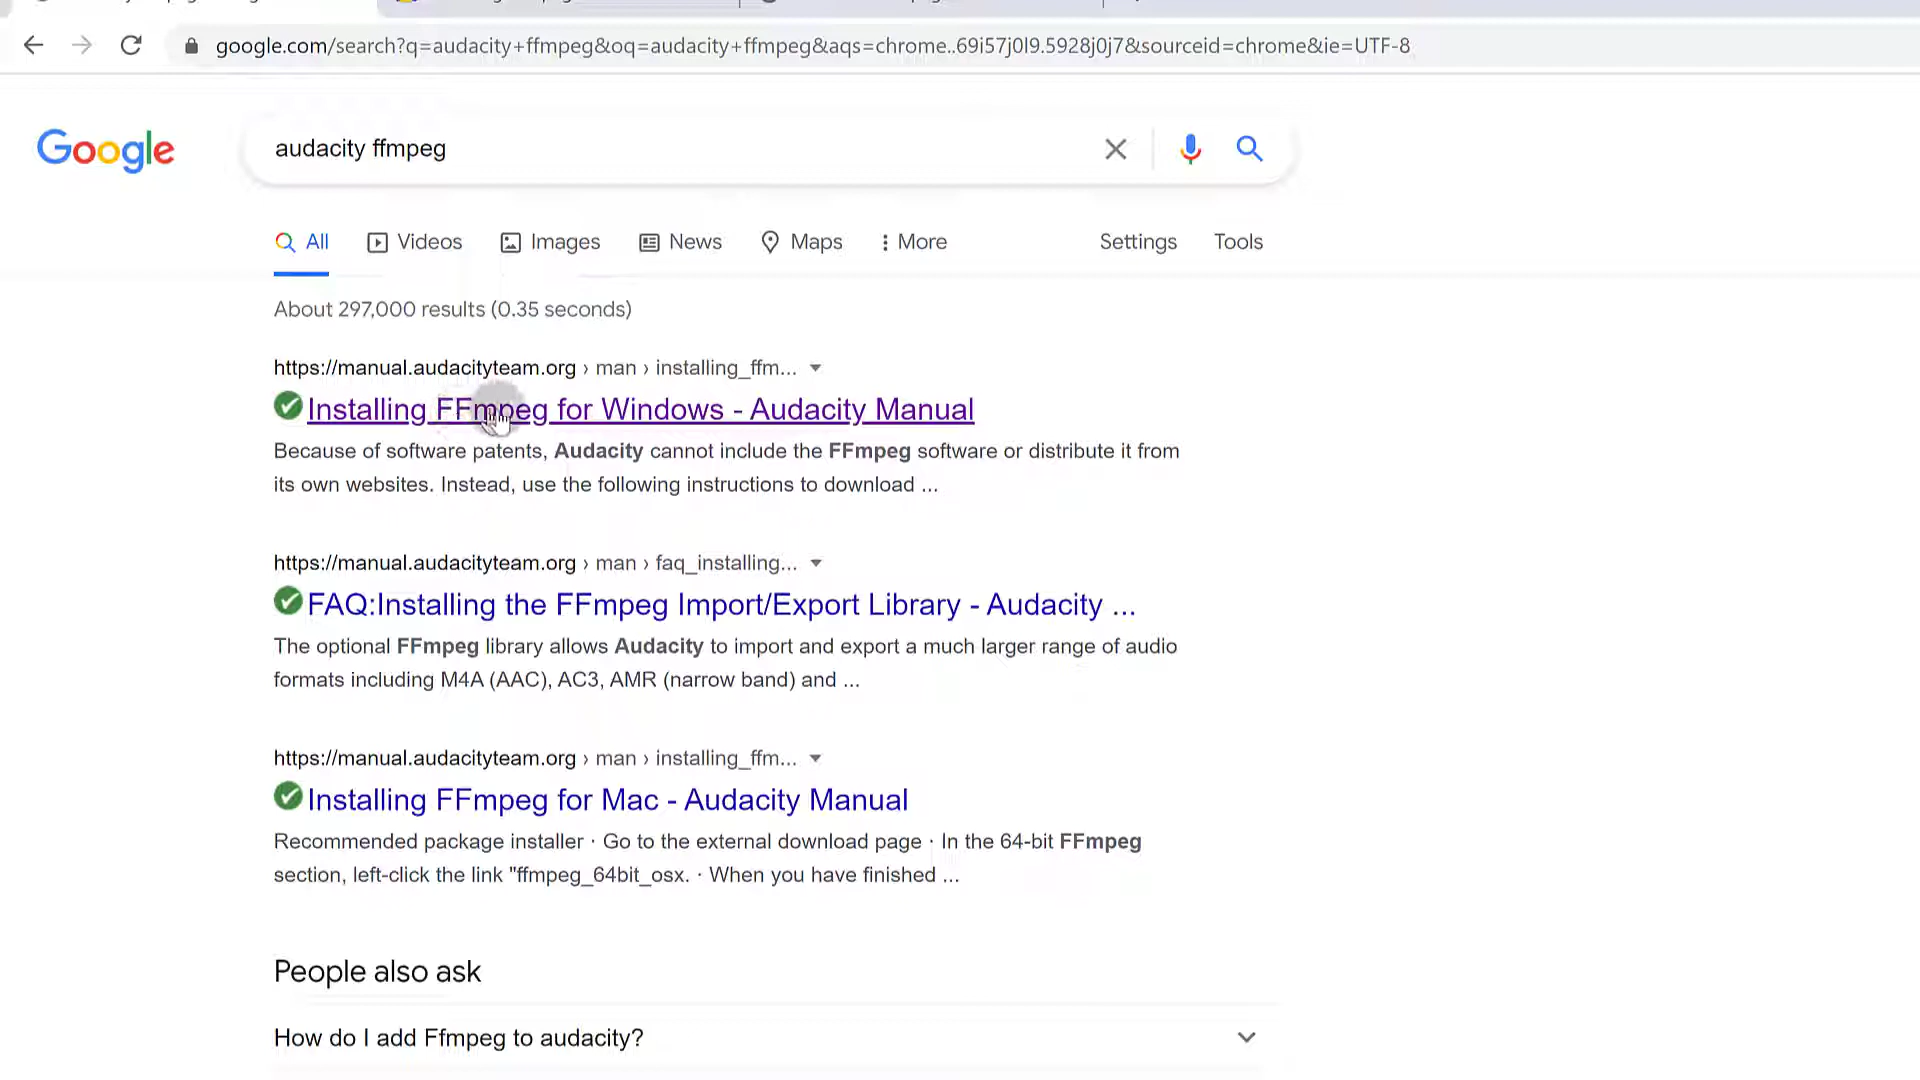 google.com/search?q=audacity+ffmpeg&oq=audacity+ffmpeg&aqs=chrome..69i57j0l9.5928j0j7&sourceid=chrome&ie=UTF-8
Google
audacity ffmpeg
All Videos Images News Maps More Settings Tools
About 297,000 results (0.35 seconds)
https://manual.audacityteam.org › man › installing_ffm...
Installing FFmpeg for Windows - Audacity Manual
Because of software patents, Audacity cannot include the FFmpeg software or distribute it from
its own websites. Instead, use the following instructions to download ...
https://manual.audacityteam.org › man › faq_installing...
FAQ:Installing the FFmpeg Import/Export Library - Audacity ...
The optional FFmpeg library allows Audacity to import and export a much larger range of audio
formats including M4A (AAC), AC3, AMR (narrow band) and ...
https://manual.audacityteam.org › man › installing_ffm...
Installing FFmpeg for Mac - Audacity Manual
Recommended package installer · Go to the external download page · In the 64-bit FFmpeg
section, left-click the link "ffmpeg_64bit_osx. · When you have finished ...
People also ask
How do I add Ffmpeg to audacity?